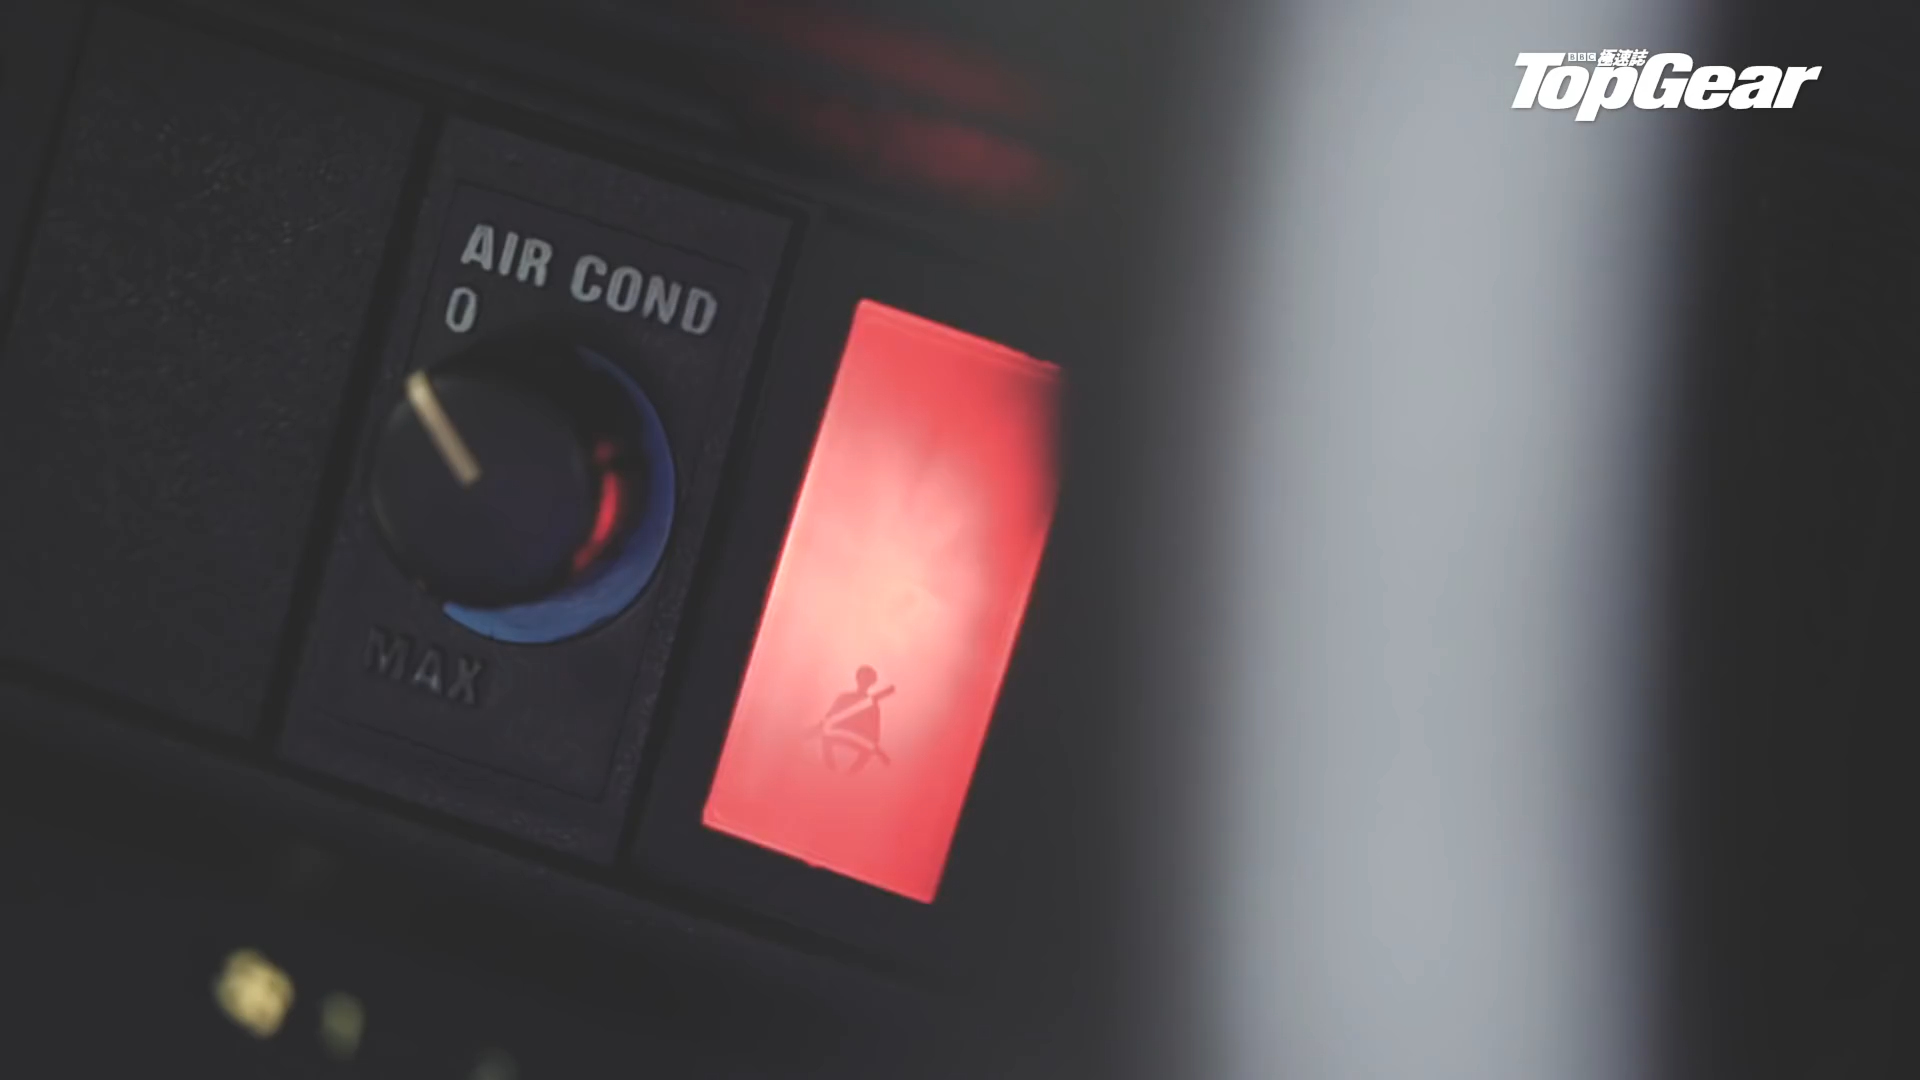 BBC 極速誌
TopGear
AIR COND
0
MAX